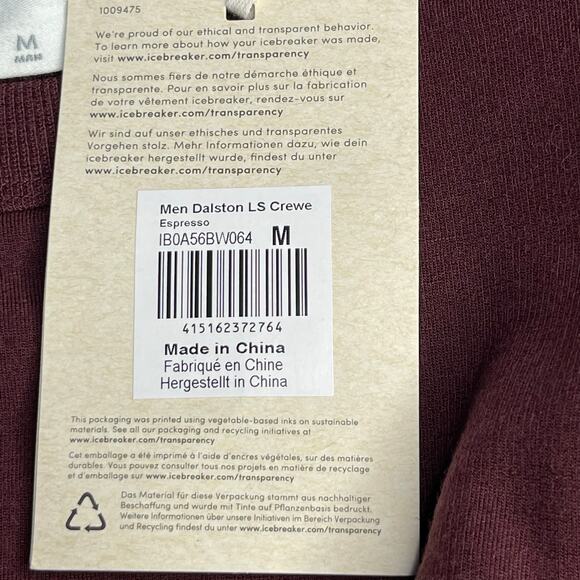 1009475
M
MAN
We're proud of our ethical and transparent behavior.
To learn more about how your icebreaker was made,
visit www.icebreaker.com/transparency
Nous sommes fiers de notre démarche éthique et
transparente. Pour en savoir plus sur la fabrication
de votre vêtement icebreaker, rendez-vous sur
www.icebreaker.com/transparency
Wir sind auf unser ethisches und transparentes
Vorgehen stolz. Mehr Informationen dazu, wie dein
icebreaker hergestellt wurde, findest du unter
www.icebreaker.com/transparency
Men Dalston LS Crewe
Espresso
IB0A56BW064 M
415162372764
Made in China
Fabriqué en Chine
Hergestellt in China
This packaging was printed using vegetable-based inks on sustainable
materials. See all our packaging and recycling initiatives at
www.icebreaker.com/transparency
Cet emballage a été imprimé à l'aide d'encres végétales, sur des matières
durables. Vous pouvez consulter tous nos projets en matière de recyclage
et d'emballage sur www.icebreaker.com/transparency
Das Material für diese Verpackung stammt aus nachhaltiger
Beschaffung und wurde mit Tinte auf Pflanzenbasis bedruckt.
Weitere Informationen über unsere Initiativen im Bereich Verpackung
und Recycling findest du unter www.icebreaker.com/transparency